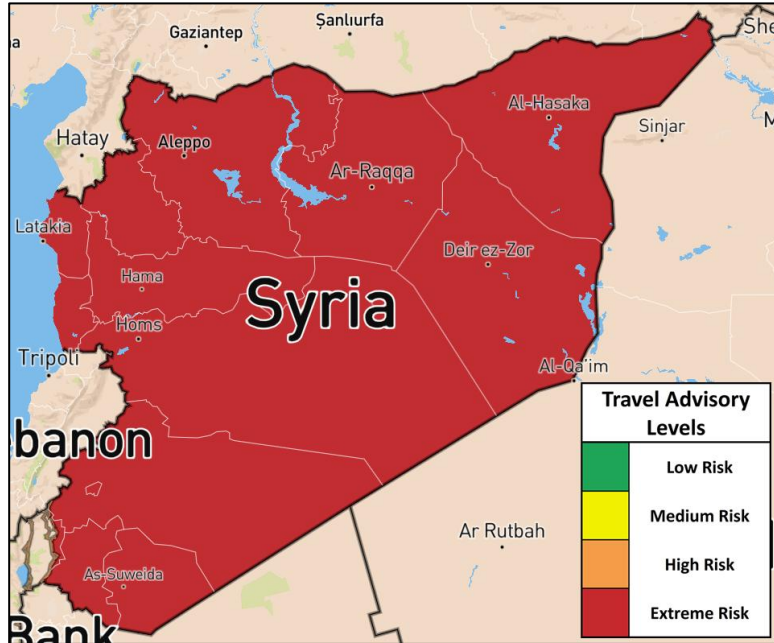 Gaziantep
Şanlıurfa
She
Hatay
Aleppo
Al-Hasaka
Sinjar
M
Ar-Raqqa
Latakia
Deir ez-Zor
Hama
Syria
Homs
Tripoli
Al-Qa'im
banon
Ar Rutbah
As-Suweida
Bank
Travel Advisory
Levels
Low Risk
Medium Risk
High Risk
Extreme Risk